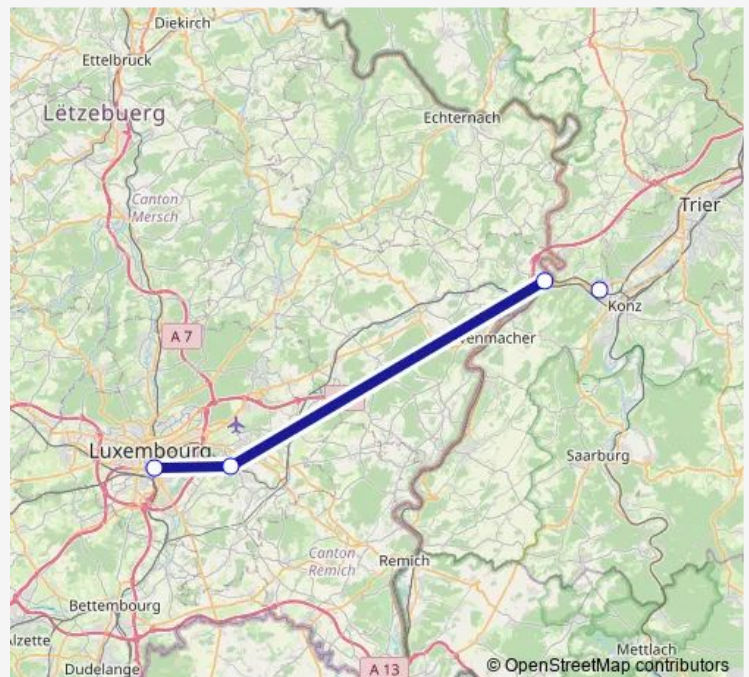 Diekirch
Ettelbruck
Lëtzebuerg
Echternach
Canton
Mersch
Trier
Konz
A 7
enmacher
Luxembourg
Saarburg
Canton
Remich
Remich
Bettembourg
lzette
Mettlach
Dudelange
A 13
© OpenStreetMap contributors